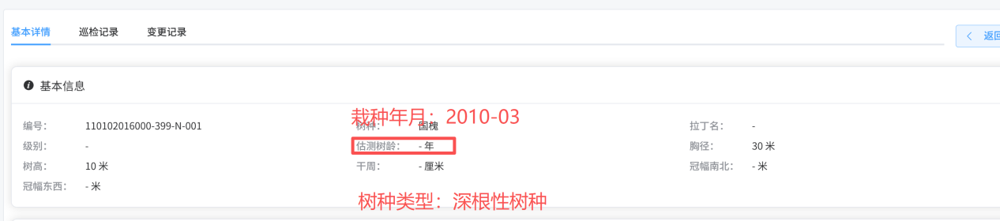 基本详情 巡检记录 变更记录 返回
基本信息
栽种年月：2010-03
编号： 110102016000-399-N-001 树种： 国槐 拉丁名： -
级别： - 估测树龄： - 年 胸径： 30 米
树高： 10 米 干周： - 厘米 冠幅南北： - 米
冠幅东西： - 米
树种类型：深根性树种